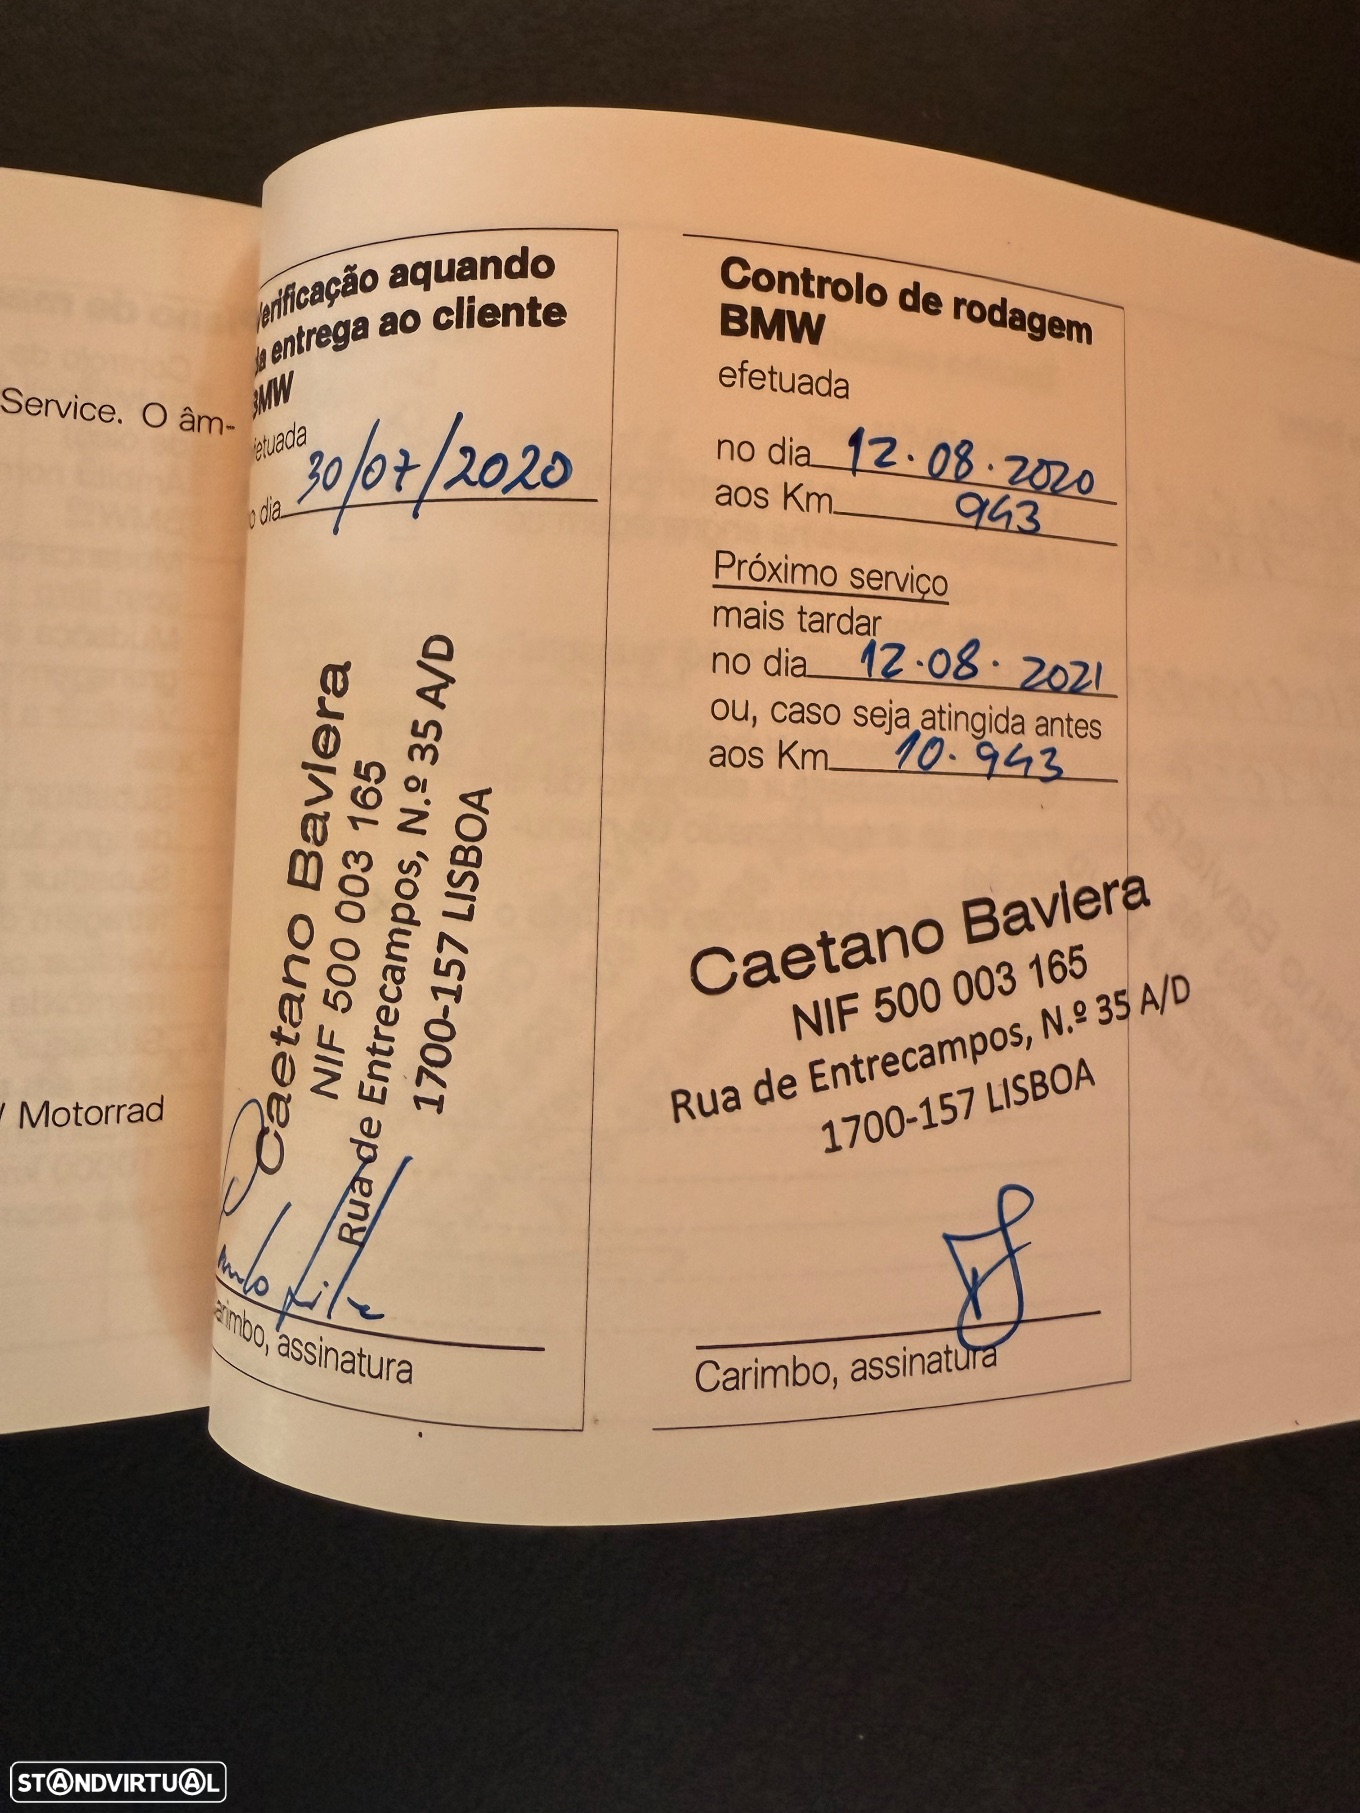 Service. O âm-
Motorrad
Verificação aquando
da entrega ao cliente
BMW
efetuada
no dia 30/07/2020
Caetano Baviera
NIF 500 003 165
Rua de Entrecampos, N.º 35 A/D
1700-157 LISBOA
Carimbo, assinatura
Controlo de rodagem
BMW
efetuada
no dia 12.08.2020
aos Km 943
Próximo serviço
mais tardar
no dia 12.08.2021
ou, caso seja atingida antes
aos Km 10.943
Caetano Baviera
NIF 500 003 165
Rua de Entrecampos, N.º 35 A/D
1700-157 LISBOA
Carimbo, assinatura
STANDVIRTUAL